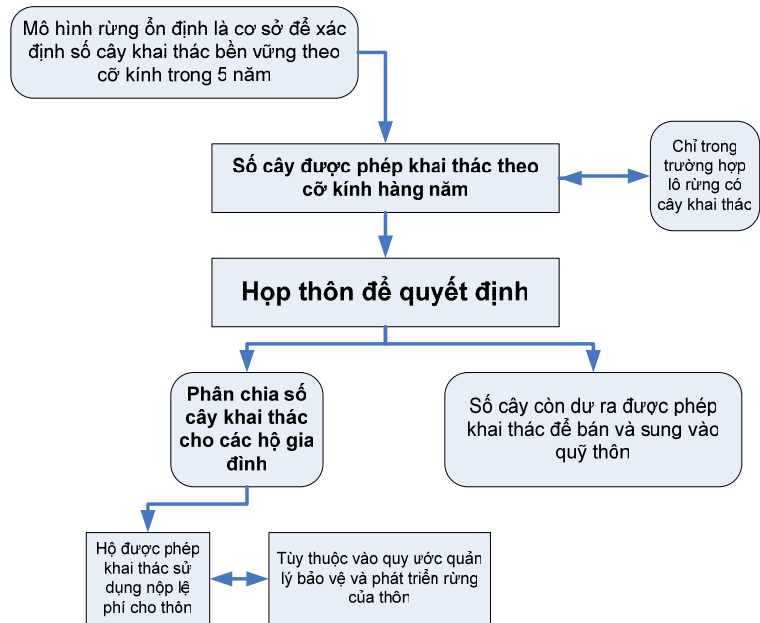 Mô hình rừng ổn định là cơ sở để xác
định số cây khai thác bền vững theo
cỡ kính trong 5 năm
Số cây được phép khai thác theo
cỡ kính hàng năm
Chỉ trong
trường hợp
lô rừng có
cây khai thác
Họp thôn để quyết định
Phân chia số
cây khai thác
cho các hộ gia
đình
Số cây còn dư ra được phép
khai thác để bán và sung vào
quỹ thôn
Hộ được phép
khai thác sử
dụng nộp lệ
phí cho thôn
Tùy thuộc vào quy ước quản
lý bảo vệ và phát triển rừng
của thôn